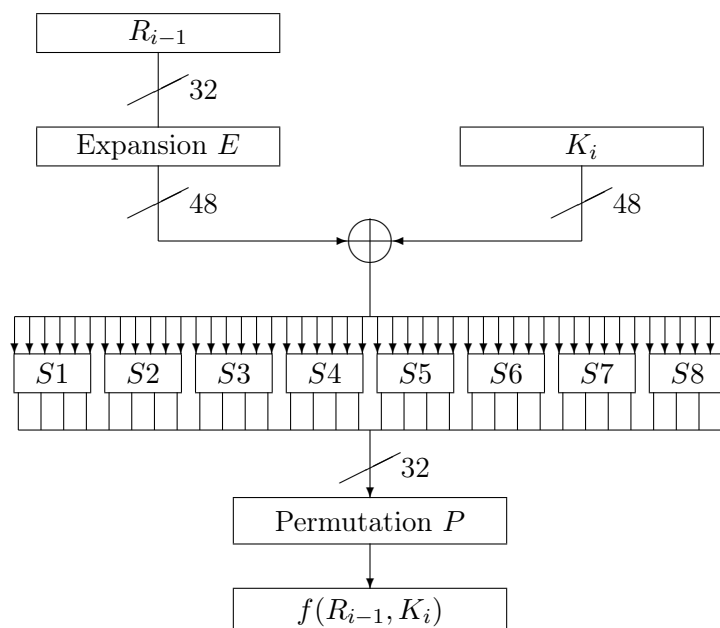 R_{i−1}
32
Expansion E
K_i
48
48
S1 S2 S3 S4 S5 S6 S7 S8
32
Permutation P
f(R_{i−1}, K_i)